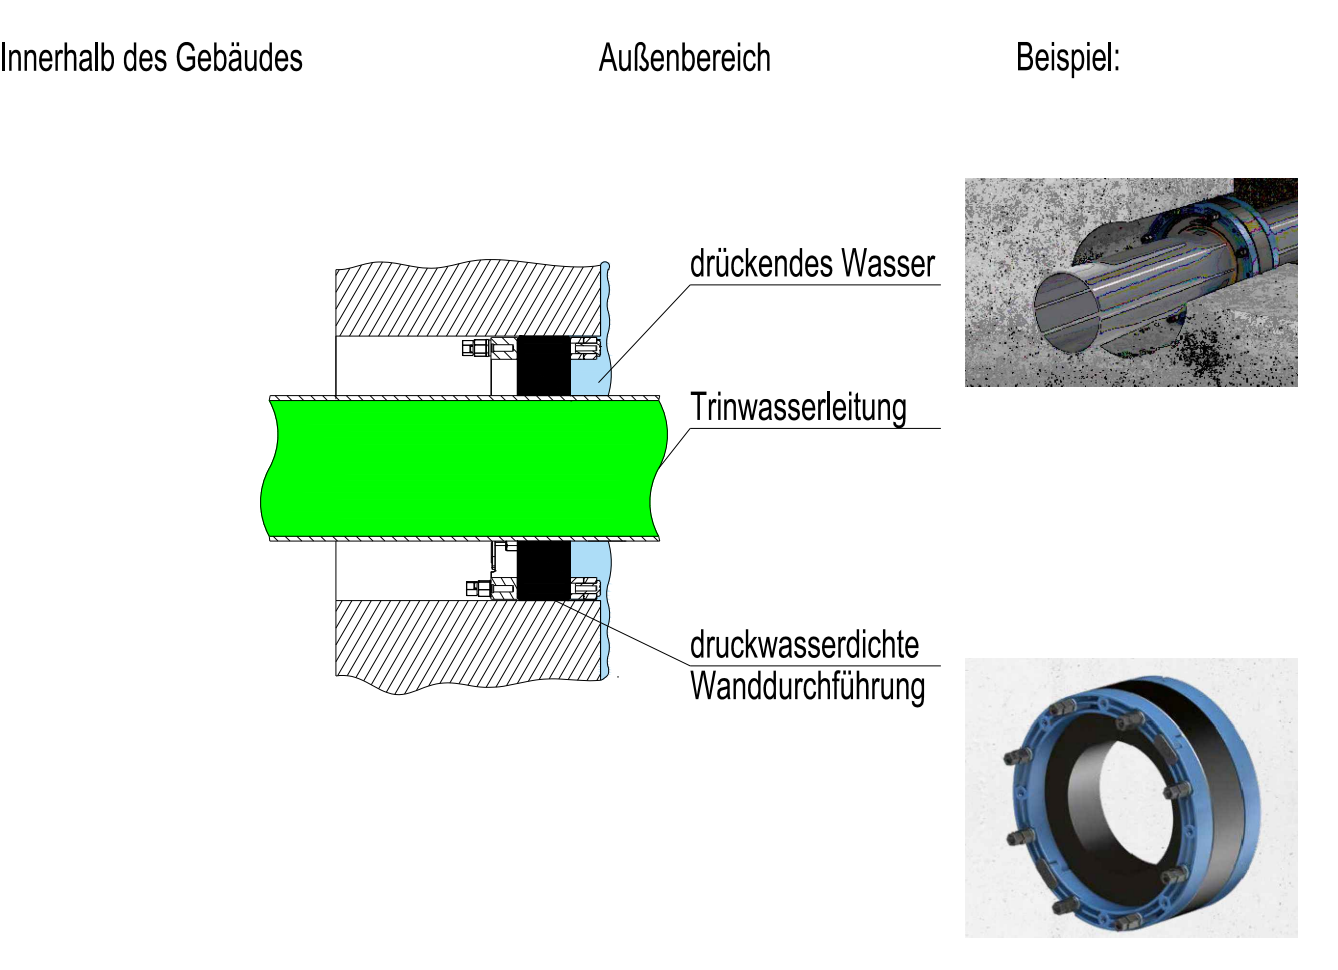 Innerhalb des Gebäudes
Außenbereich
Beispiel:
drückendes Wasser
Trinwasserleitung
druckwasserdichte
Wanddurchführung